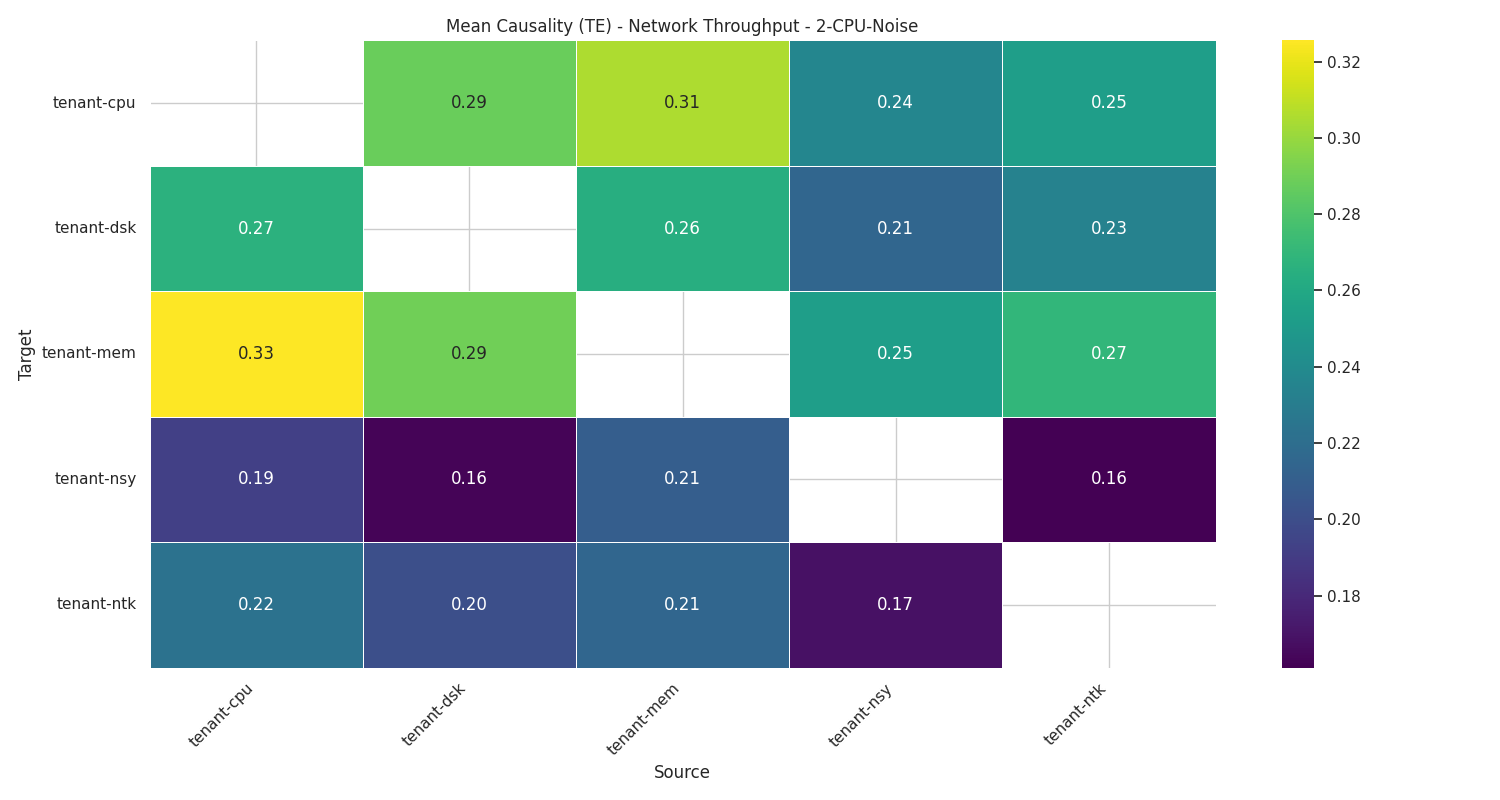 Mean Causality (TE) - Network Throughput - 2-CPU-Noise
tenant-cpu 0.29 0.31 0.24 0.25
tenant-dsk 0.27 0.26 0.21 0.23
tenant-mem 0.33 0.29 0.25 0.27
tenant-nsy 0.19 0.16 0.21 0.16
tenant-ntk 0.22 0.20 0.21 0.17
Target
tenant-cpu tenant-dsk tenant-mem tenant-nsy tenant-ntk
Source
0.32
0.30
0.28
0.26
0.24
0.22
0.20
0.18